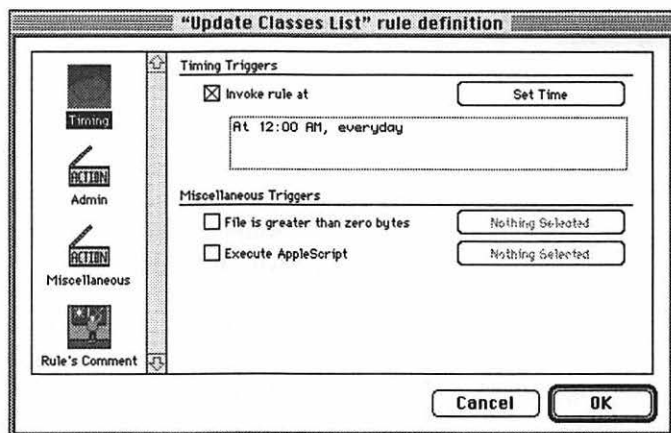 “Update Classes List” rule definition
Timing
ACTION
Admin
ACTION
Miscellaneous
Rule's Comment
Timing Triggers
Invoke rule at
Set Time
At 12:00 AM, everyday
Miscellaneous Triggers
File is greater than zero bytes
Nothing Selected
Execute AppleScript
Nothing Selected
Cancel
OK